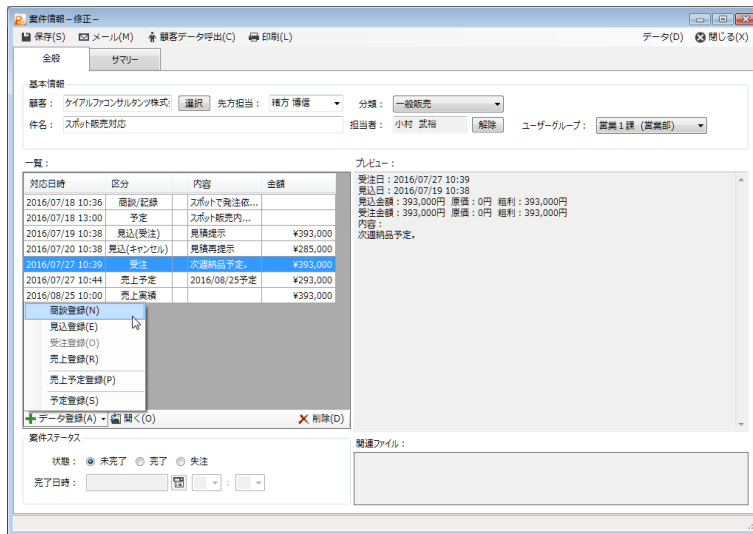 案件情報－修正－
保存(S) メール(M) 顧客データ呼出(C) 印刷(L) データ(D) 閉じる(X)
全般 サマリー
基本情報
顧客： ケイアルファコンサルタンツ株式: 選択 先方担当： 緒方 博信 分類： 一般販売
件名： スポット販売対応 担当者： 小村 武裕 解除 ユーザーグループ： 営業１課 (営業部)
一覧： プレビュー：
対応日時 区分 内容 金額
2016/07/18 10:36 商談/記録 スポットで発注依...
2016/07/18 13:00 予定 スポット販売内...
2016/07/19 10:38 見込(受注) 見積提示 ¥393,000
2016/07/20 10:38 見込(キャンセル) 見積再提示 ¥285,000
2016/07/27 10:39 受注 次週納品予定。 ¥393,000
2016/07/27 10:44 売上予定 2016/08/25予定 ¥293,000
2016/08/25 10:00 売上実績 ¥393,000
受注日：2016/07/27 10:39
見込日：2016/07/19 10:38
見込金額：393,000円 原価：0円 粗利：393,000円
受注金額：393,000円 原価：0円 粗利：393,000円
内容：
次週納品予定。
商談登録(N)
見込登録(E)
受注登録(O)
売上登録(R)
売上予定登録(P)
予定登録(S)
データ登録(A) 開く(O) 削除(D)
案件ステータス
状態： 未完了 完了 失注
完了日時： :
関連ファイル：